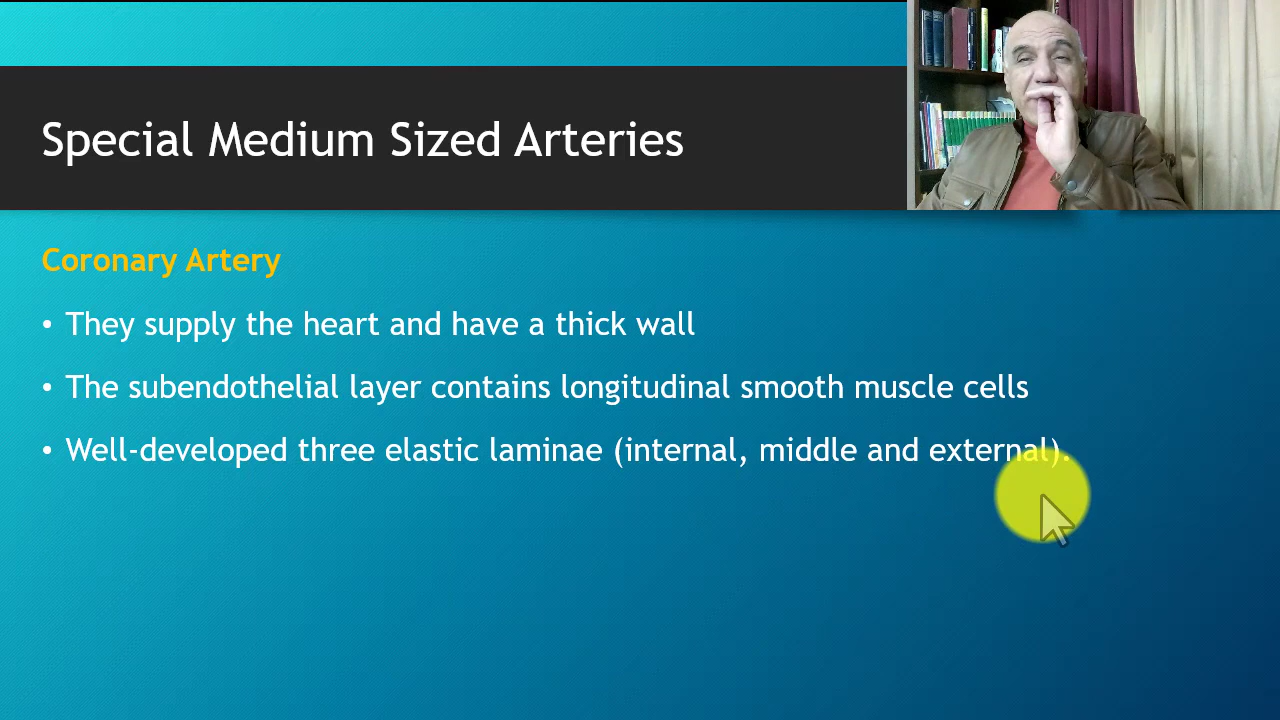 Special Medium Sized Arteries
Coronary Artery
• They supply the heart and have a thick wall
• The subendothelial layer contains longitudinal smooth muscle cells
• Well-developed three elastic laminae (internal, middle and external).